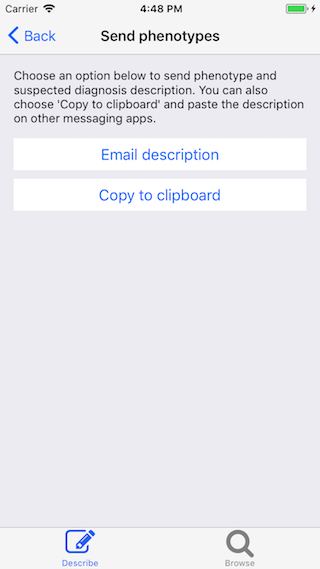 Carrier 4:48 PM
Back Send phenotypes
Choose an option below to send phenotype and
suspected diagnosis description. You can also
choose 'Copy to clipboard' and paste the description
on other messaging apps.
Email description
Copy to clipboard
Describe Browse